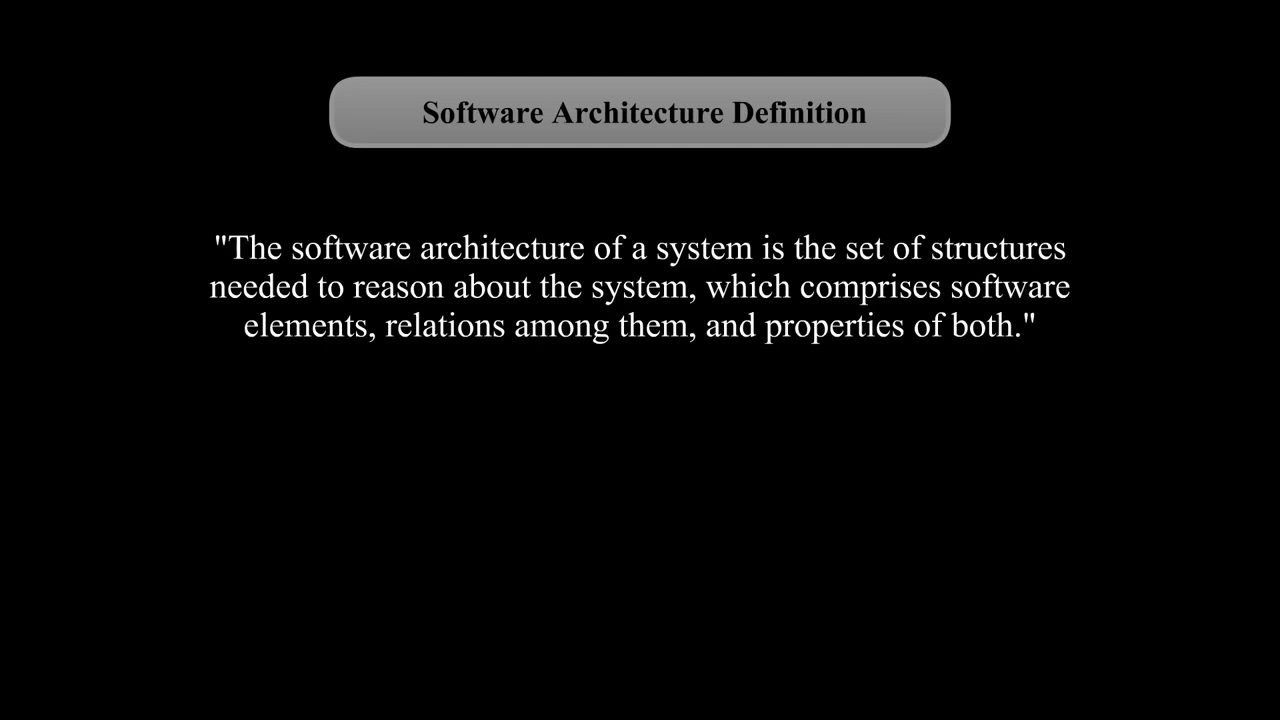 Software Architecture Definition
"The software architecture of a system is the set of structures
needed to reason about the system, which comprises software
elements, relations among them, and properties of both."